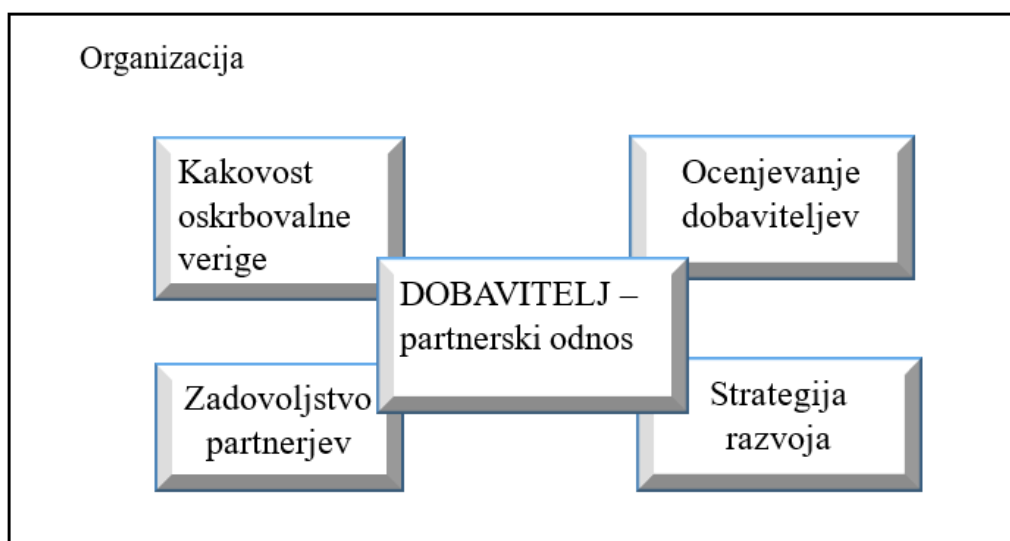 Organizacija
Kakovost
oskrbovalne
verige
Ocenjevanje
dobaviteljev
DOBAVITELJ –
partnerski odnos
Zadovoljstvo
partnerjev
Strategija
razvoja